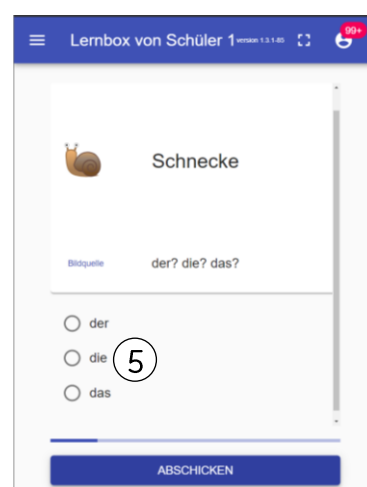 Lernbox von Schüler 1 version 1.3.1-85 99+
Schnecke
Bildquelle der? die? das?
der
die 5
das
ABSCHICKEN